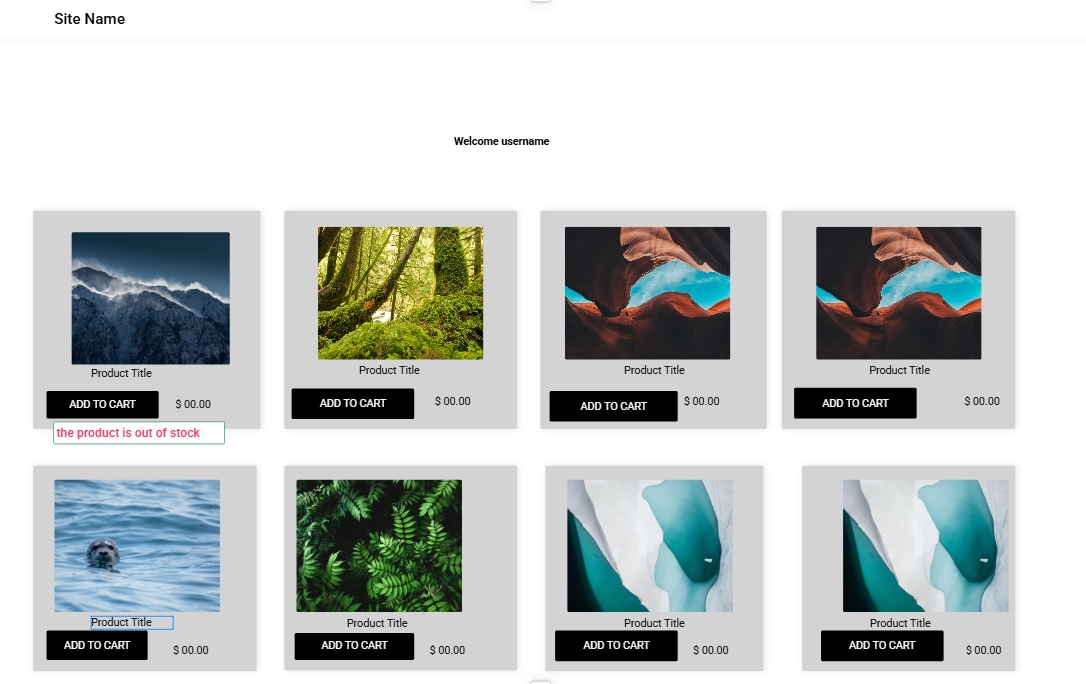 Site Name
Welcome username
Product Title
Product Title
Product Title
Product Title
ADD TO CART $ 00.00
ADD TO CART $ 00.00
ADD TO CART $ 00.00
ADD TO CART $ 00.00
the product is out of stock
Product Title
Product Title
Product Title
Product Title
ADD TO CART $ 00.00
ADD TO CART $ 00.00
ADD TO CART $ 00.00
ADD TO CART $ 00.00